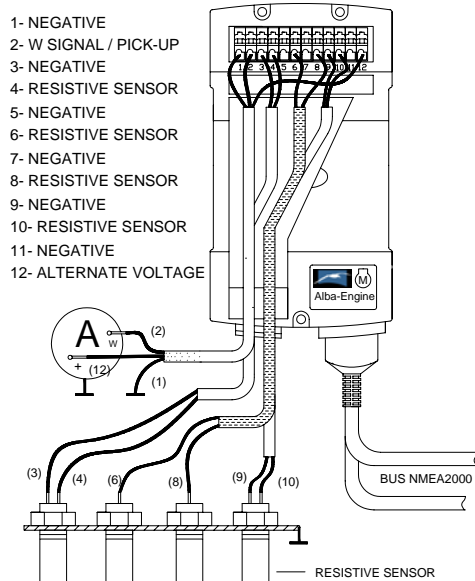 1- NEGATIVE
2- W SIGNAL / PICK-UP
3- NEGATIVE
4- RESISTIVE SENSOR
5- NEGATIVE
6- RESISTIVE SENSOR
7- NEGATIVE
8- RESISTIVE SENSOR
9- NEGATIVE
10- RESISTIVE SENSOR
11- NEGATIVE
12- ALTERNATE VOLTAGE
1 2 3 4 5 6 7 8 9 10 11 12
M
Alba-Engine
A
W
+
(2)
(12)
(1)
(3)
(4)
(6)
(8)
(9)
(10)
BUS NMEA2000
RESISTIVE SENSOR